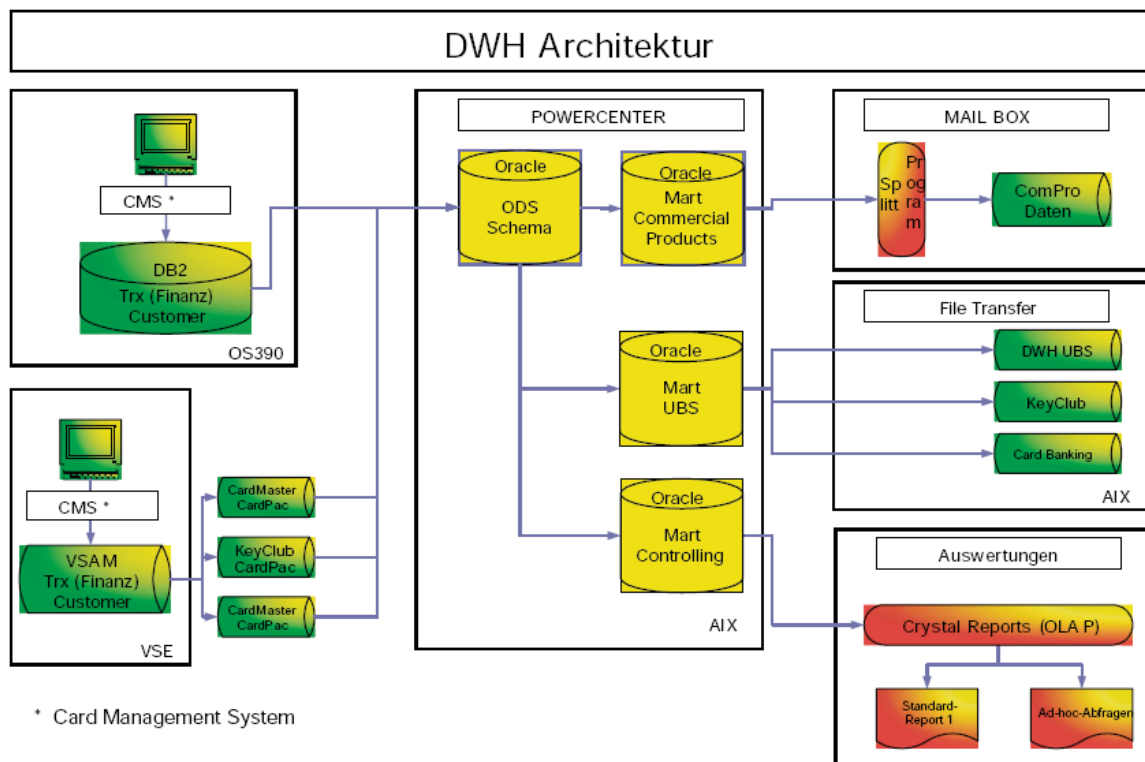 DWH Architektur
CMS *
DB2
Trx (Finanz)
Customer
OS390
CMS *
VSAM
Trx (Finanz)
Customer
VSE
CardMaster
CardPac
KeyClub
CardPac
CardMaster
CardPac
* Card Management System
POWERCENTER
Oracle
ODS
Schema
Oracle
Mart
Commercial
Products
Oracle
Mart
UBS
Oracle
Mart
Controlling
AIX
MAIL BOX
Sp
litt
Pr
ogra
m
ComPro
Daten
File Transfer
DWH UBS
KeyClub
Card Banking
AIX
Auswertungen
Crystal Reports (OLA P)
Standard-
Report 1
Ad-hoc-Abfragen